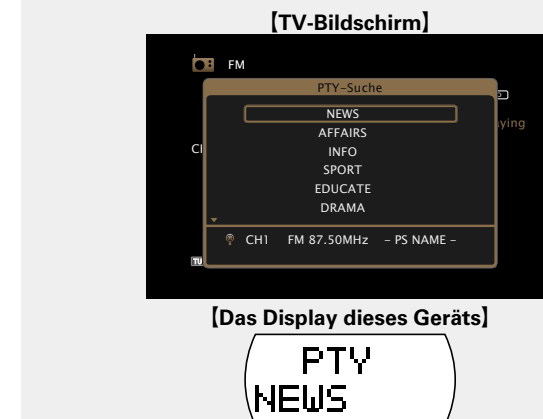 【TV-Bildschirm】
FM
PTY-Suche
NEWS
AFFAIRS
INFO
SPORT
EDUCATE
DRAMA
CH1 FM 87.50MHz – PS NAME –
【Das Display dieses Geräts】
PTY
NEWS